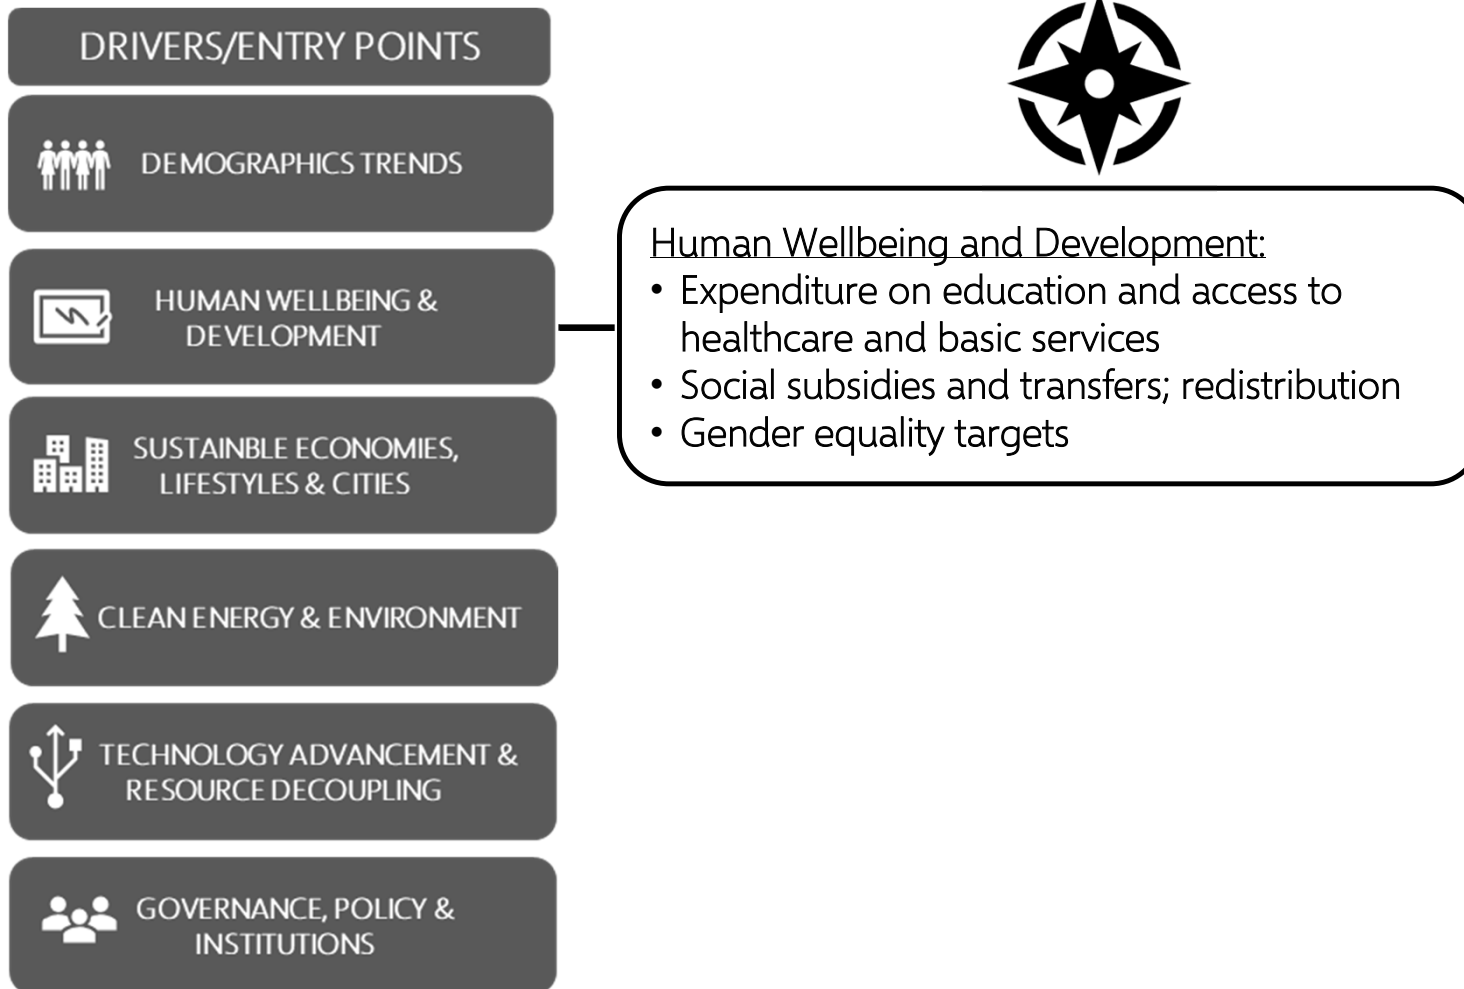 DRIVERS/ENTRY POINTS
DEMOGRAPHICS TRENDS
HUMAN WELLBEING &
DEVELOPMENT
SUSTAINBLE ECONOMIES,
LIFESTYLES & CITIES
CLEAN ENERGY & ENVIRONMENT
TECHNOLOGY ADVANCEMENT &
RESOURCE DECOUPLING
GOVERNANCE, POLICY &
INSTITUTIONS
Human Wellbeing and Development:
• Expenditure on education and access to
healthcare and basic services
• Social subsidies and transfers; redistribution
• Gender equality targets